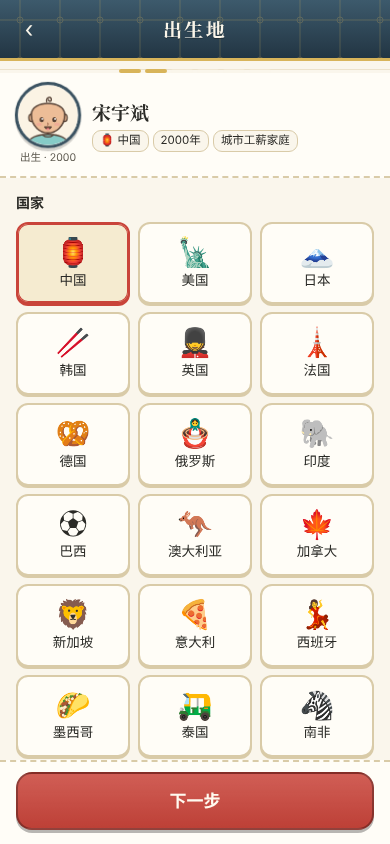 ‹ 出生地
宋宇斌
中国 2000年 城市工薪家庭
出生 · 2000
国家
中国 美国 日本
韩国 英国 法国
德国 俄罗斯 印度
巴西 澳大利亚 加拿大
新加坡 意大利 西班牙
墨西哥 泰国 南非
下一步